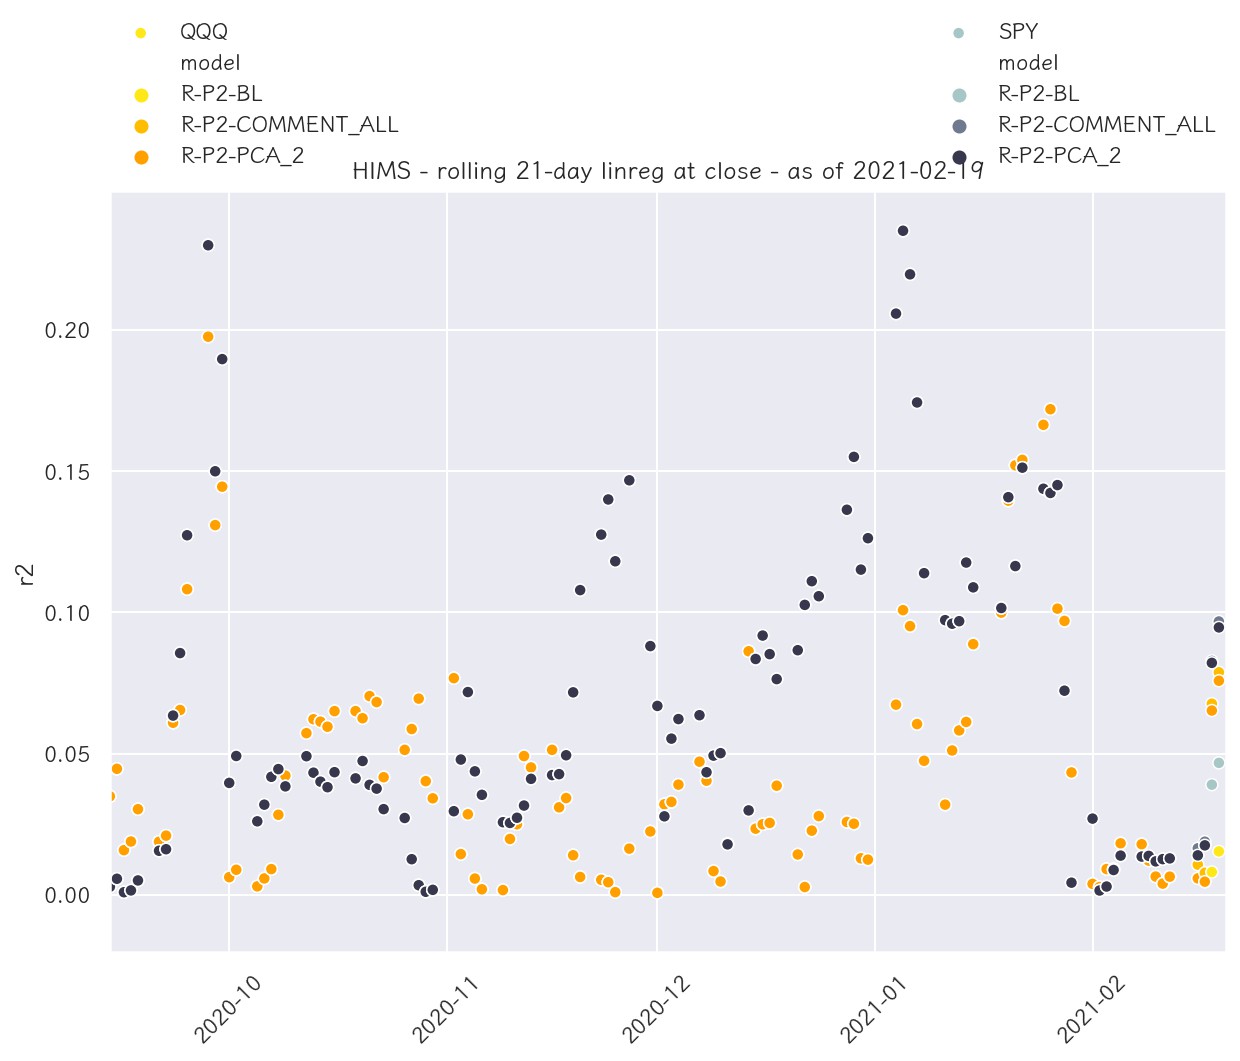 QQQ
model
R-P2-BL
R-P2-COMMENT_ALL
R-P2-PCA_2
SPY
model
R-P2-BL
R-P2-COMMENT_ALL
R-P2-PCA_2
HIMS - rolling 21-day linreg at close - as of 2021-02-19
r2
0.20
0.15
0.10
0.05
0.00
2020-10
2020-11
2020-12
2021-01
2021-02